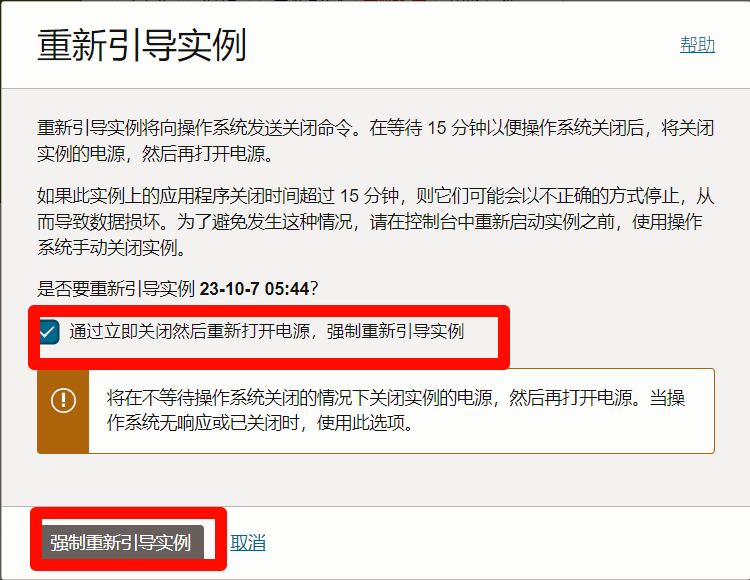 重新引导实例
帮助
重新引导实例将向操作系统发送关闭命令。在等待 15 分钟以便操作系统关闭后，将关闭
实例的电源，然后再打开电源。
如果此实例上的应用程序关闭时间超过 15 分钟，则它们可能会以不正确的方式停止，从
而导致数据损坏。为了避免发生这种情况，请在控制台中重新启动实例之前，使用操作
系统手动关闭实例。
是否要重新引导实例 23-10-7 05:44?
通过立即关闭然后重新打开电源，强制重新引导实例
将在不等待操作系统关闭的情况下关闭实例的电源，然后再打开电源。当操
作系统无响应或已关闭时，使用此选项。
强制重新引导实例
取消